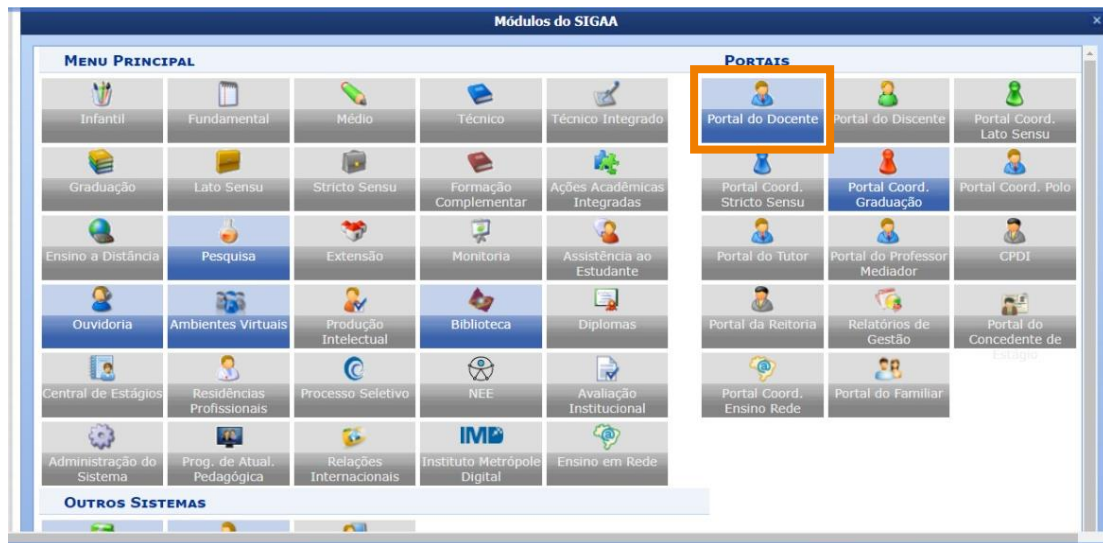 Módulos do SIGAA
×
MENU PRINCIPAL
PORTAIS
Infantil
Fundamental
Médio
Técnico
Técnico Integrado
Portal do Docente
Portal do Discente
Portal Coord.
Lato Sensu
Graduação
Lato Sensu
Stricto Sensu
Formação
Complementar
Ações Acadêmicas
Integradas
Portal Coord.
Stricto Sensu
Portal Coord.
Graduação
Portal Coord. Polo
Ensino a Distância
Pesquisa
Extensão
Monitoria
Assistência ao
Estudante
Portal do Tutor
Portal do Professor
Mediador
CPDI
Ouvidoria
Ambientes Virtuais
Produção
Intelectual
Biblioteca
Diplomas
Portal da Reitoria
Relatórios de
Gestão
Portal do
Concedente de
Estágio
Central de Estágios
Residências
Profissionais
Processo Seletivo
NEE
Avaliação
Institucional
Portal Coord.
Ensino Rede
Portal do Familiar
Administração do
Sistema
Prog. de Atual.
Pedagógica
Relações
Internacionais
IMD
Instituto Metrópole
Digital
Ensino em Rede
OUTROS SISTEMAS